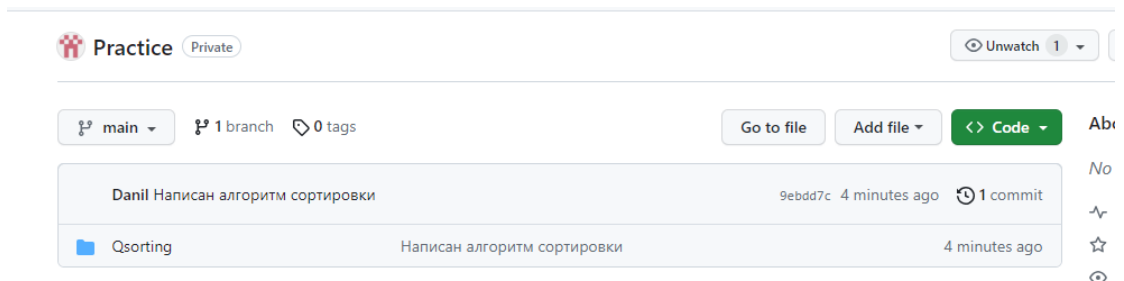 Practice Private Unwatch 1
main 1 branch 0 tags Go to file Add file <> Code
No
Danil Написан алгоритм сортировки 9ebdd7c 4 minutes ago 1 commit
Qsorting Написан алгоритм сортировки 4 minutes ago